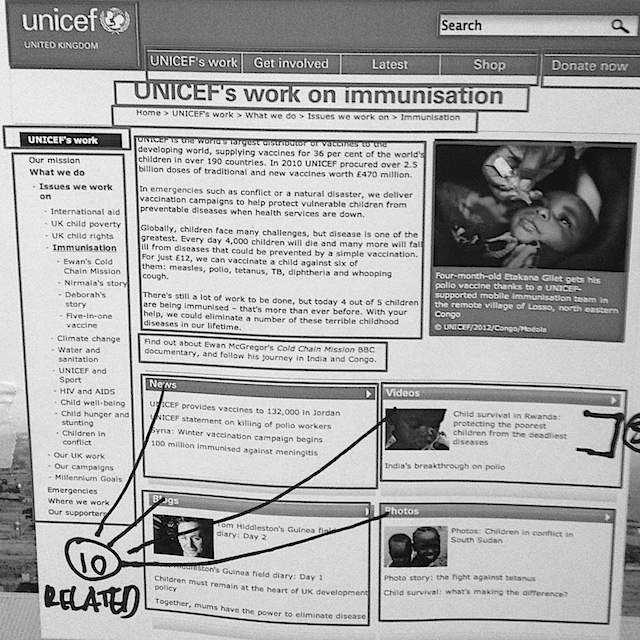 unicef
UNITED KINGDOM
Search
UNICEF's work
Get involved
Latest
Shop
Donate now
UNICEF's work on immunisation
Home > UNICEF's work > What we do > Issues we work on > Immunisation
UNICEF's work
Our mission
What we do
- Issues we work
on
- International aid
- UK child poverty
- UK child rights
- Immunisation
- Ewan's Cold
Chain Mission
- Nirmala's story
- Deborah's
story
- Five-in-one
vaccine
- Climate change
- Water and
sanitation
- UNICEF and
Sport
- HIV and AIDS
- Child well-being
- Child hunger and
stunting
- Children in
conflict
- Our UK work
- Our campaigns
- Millennium Goals
Emergencies
Where we work
Our supporters
UNICEF is the world's largest distributor of vaccines to the
developing world, supplying vaccines for 36 per cent of the world's
children in over 190 countries. In 2010 UNICEF procured over 2.5
billion doses of traditional and new vaccines worth £470 million.
In emergencies such as conflict or a natural disaster, we deliver
vaccination campaigns to help protect vulnerable children from
preventable diseases when health services are down.
Globally, children face many challenges, but disease is one of the
greatest. Every day 4,000 children will die and many more will fall
ill from diseases that could be prevented by a simple vaccination.
For just £12, we can vaccinate a child against six of
them: measles, polio, tetanus, TB, diphtheria and whooping
cough.
There's still a lot of work to be done, but today 4 out of 5 children
are being immunised – that's more than ever before. With your
help, we could eliminate a number of these terrible childhood
diseases in our lifetime.
Find out about Ewan McGregor's Cold Chain Mission BBC
documentary, and follow his journey in India and Congo.
Four-month-old Etakana Gilet gets his
polio vaccine thanks to a UNICEF-
supported mobile immunisation team in
the remote village of Losso, north eastern
Congo
© UNICEF/2012/Congo/Modola
News
UNICEF provides vaccines to 132,000 in Jordan
UNICEF statement on killing of polio workers
Syria: Winter vaccination campaign begins
100 million immunised against meningitis
Videos
Child survival in Rwanda:
protecting the poorest
children from the deadliest
diseases
India's breakthrough on polio
Blogs
Tom Hiddleston's Guinea field
diary: Day 2
Hiddleston's Guinea field diary: Day 1
Children must remain at the heart of UK development
policy
Together, mums have the power to eliminate disease
Photos
Photos: Children in conflict in
South Sudan
Photo story: the fight against tetanus
Child survival: what's making the difference?
10
RELATED